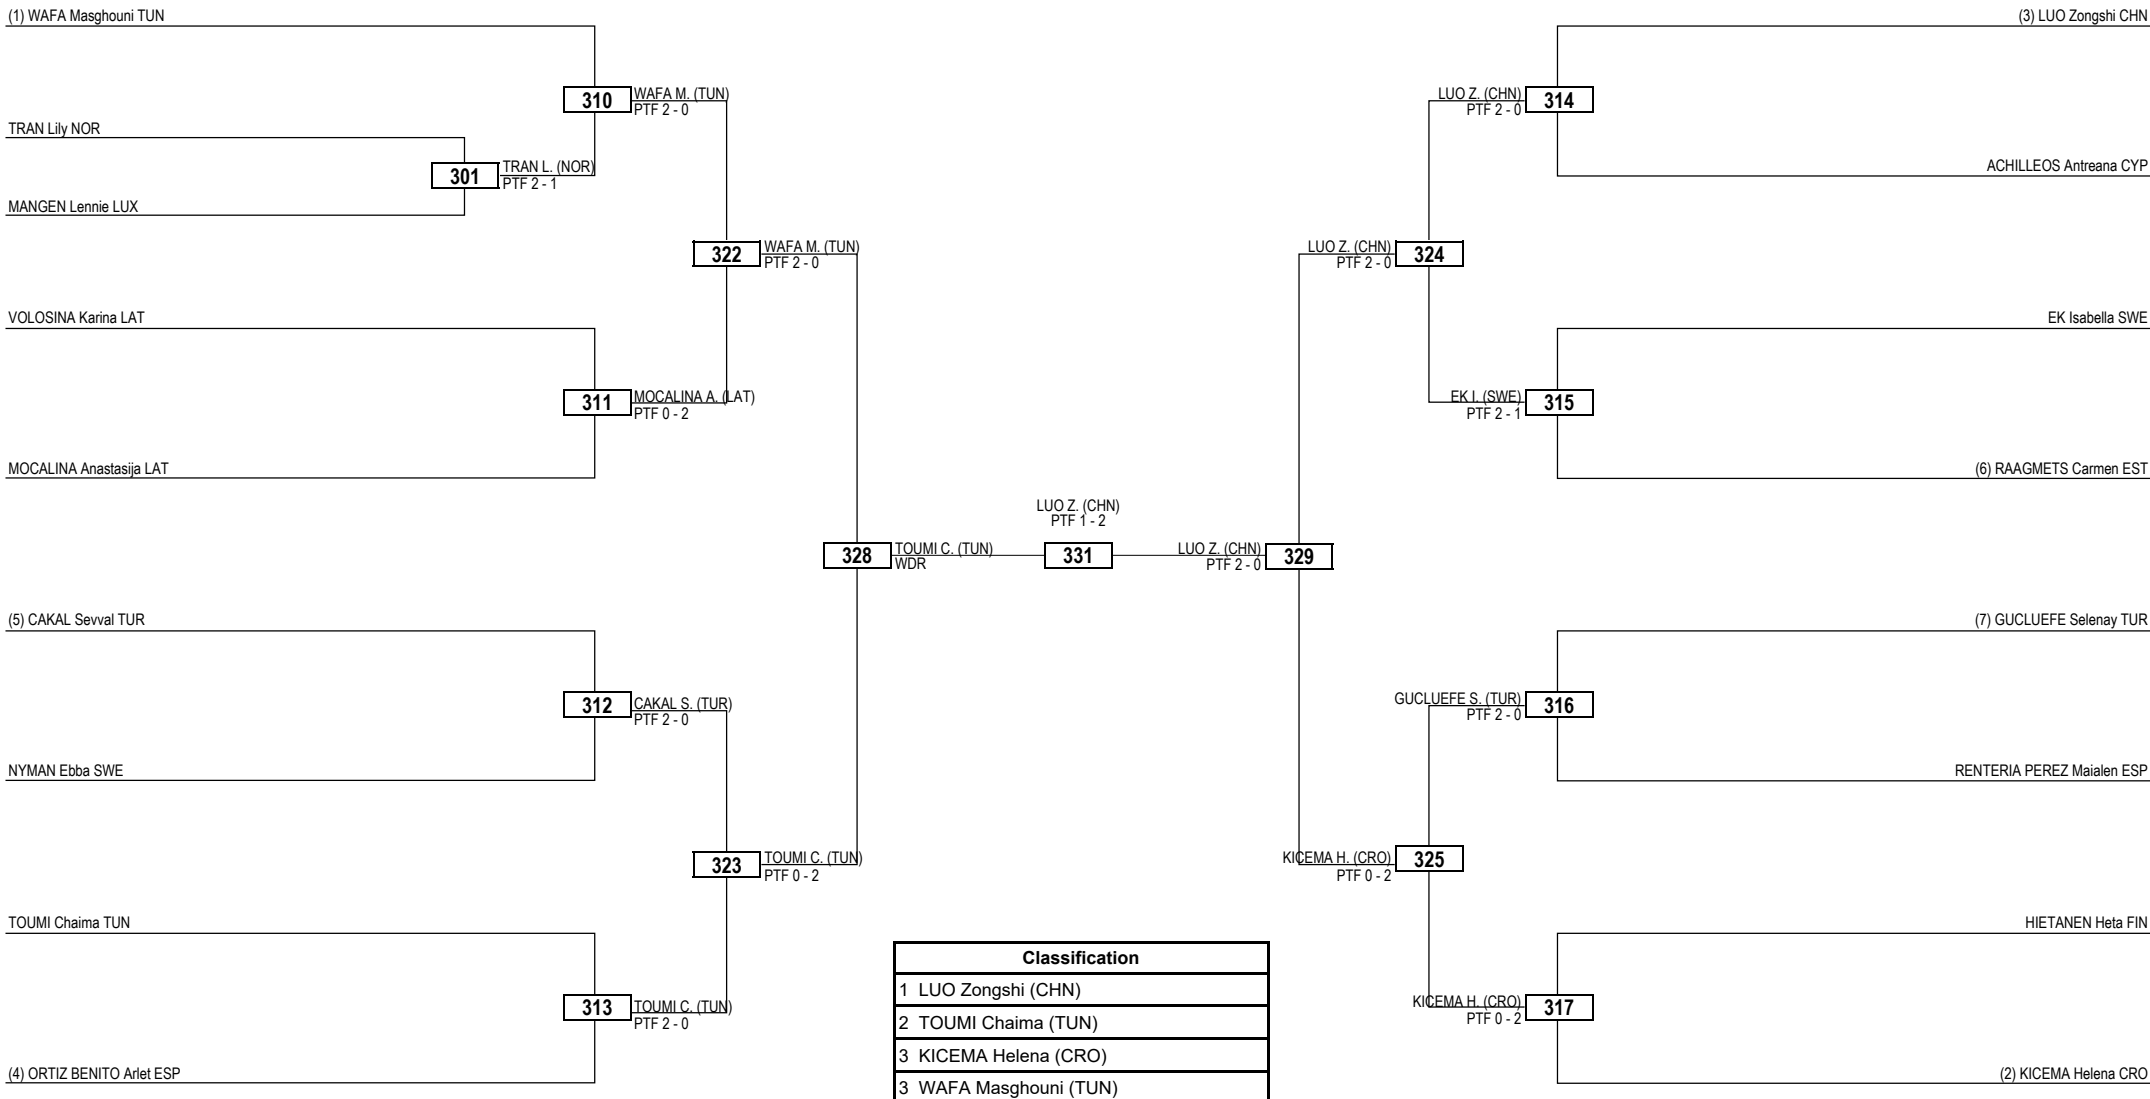 (1) WAFA Masghouni TUN
(3) LUO Zongshi CHN
310
WAFA M. (TUN)
PTF 2 - 0
LUO Z. (CHN)
PTF 2 - 0
314
TRAN Lily NOR
301
TRAN L. (NOR)
PTF 2 - 1
ACHILLEOS Antreana CYP
MANGEN Lennie LUX
322
WAFA M. (TUN)
PTF 2 - 0
LUO Z. (CHN)
PTF 2 - 0
324
VOLOSINA Karina LAT
EK Isabella SWE
311
MOCALINA A. (LAT)
PTF 0 - 2
EK I. (SWE)
PTF 2 - 1
315
MOCALINA Anastasija LAT
(6) RAAGMETS Carmen EST
LUO Z. (CHN)
PTF 1 - 2
328
TOUMI C. (TUN)
WDR
331
LUO Z. (CHN)
PTF 2 - 0
329
(5) CAKAL Sevval TUR
(7) GUCLUEFE Selenay TUR
312
CAKAL S. (TUR)
PTF 2 - 0
GUCLUEFE S. (TUR)
PTF 2 - 0
316
NYMAN Ebba SWE
RENTERIA PEREZ Maialen ESP
323
TOUMI C. (TUN)
PTF 0 - 2
KICEMA H. (CRO)
PTF 0 - 2
325
TOUMI Chaima TUN
HIETANEN Heta FIN
313
TOUMI C. (TUN)
PTF 2 - 0
KICEMA H. (CRO)
PTF 0 - 2
317
(4) ORTIZ BENITO Arlet ESP
(2) KICEMA Helena CRO
Classification
1 LUO Zongshi (CHN)
2 TOUMI Chaima (TUN)
3 KICEMA Helena (CRO)
3 WAFA Masghouni (TUN)